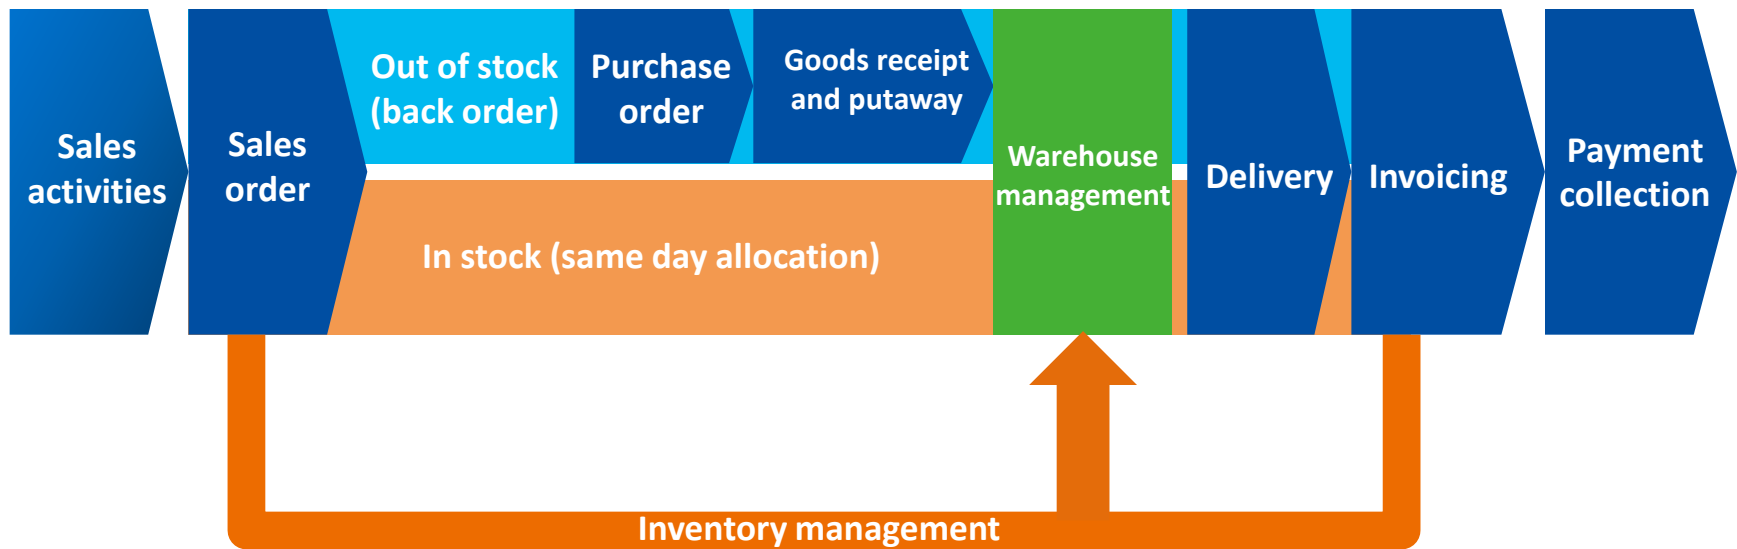 Sales
activities
Sales
order
Out of stock
(back order)
Purchase
order
Goods receipt
and putaway
In stock (same day allocation)
Warehouse
management
Delivery
Invoicing
Payment
collection
Inventory management